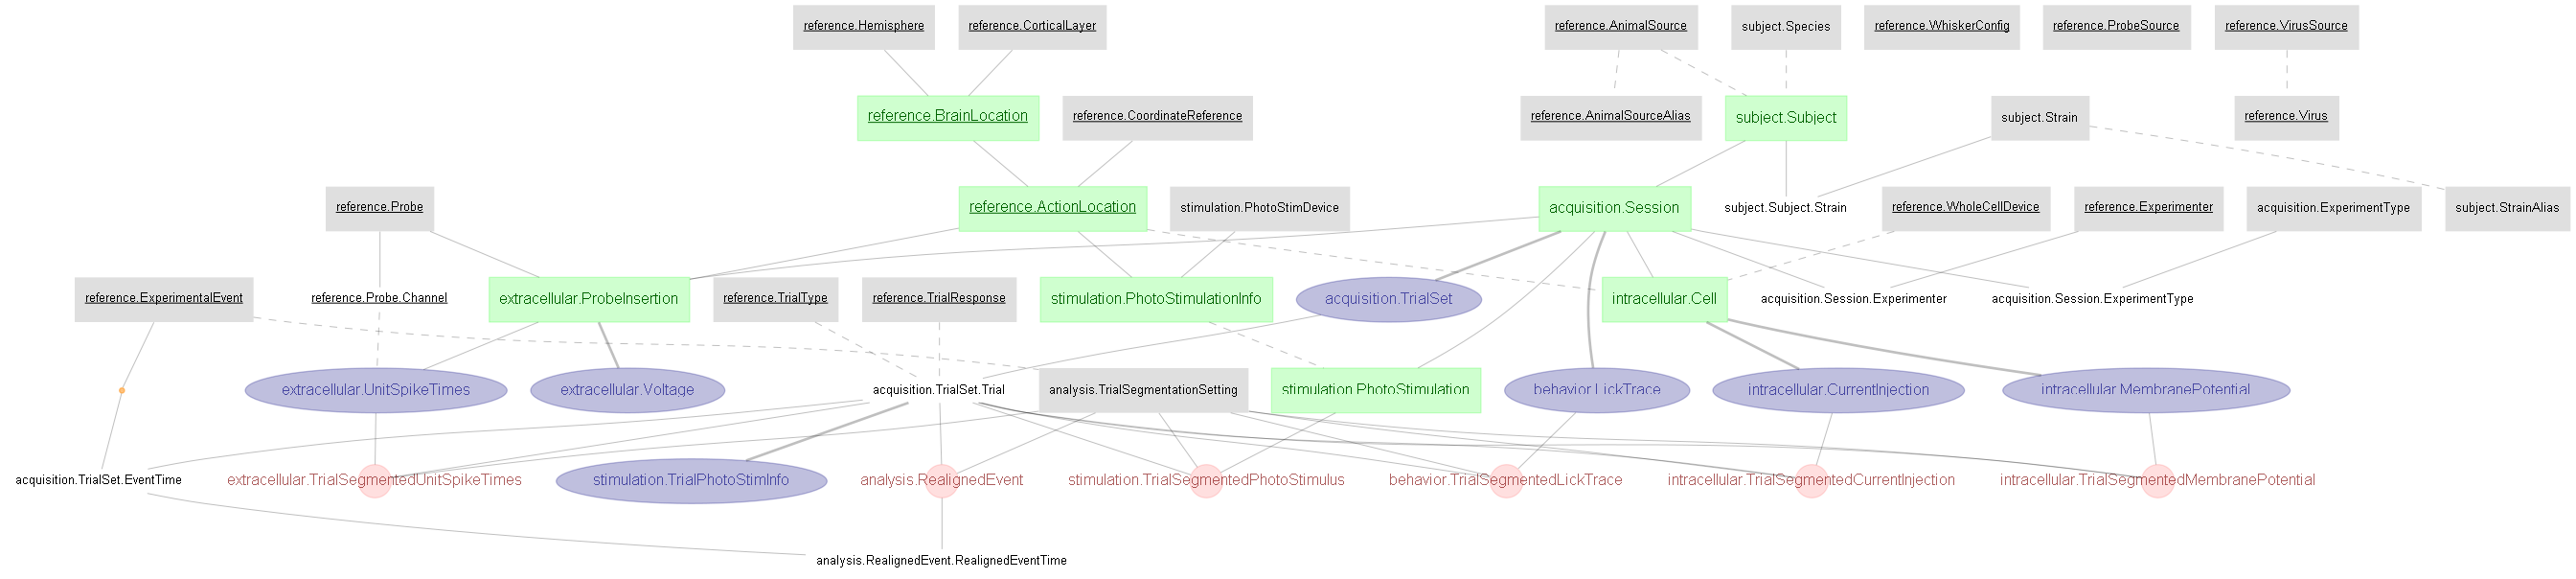 reference.Hemisphere
reference.CorticalLayer
reference.AnimalSource
subject.Species
reference.WhiskerConfig
reference.ProbeSource
reference.VirusSource
reference.BrainLocation
reference.CoordinateReference
reference.AnimalSourceAlias
subject.Subject
subject.Strain
reference.Virus
reference.Probe
reference.ActionLocation
stimulation.PhotoStimDevice
acquisition.Session
subject.Subject.Strain
reference.WholeCellDevice
reference.Experimenter
acquisition.ExperimentType
subject.StrainAlias
reference.ExperimentalEvent
reference.Probe.Channel
extracellular.ProbeInsertion
reference.TrialType
reference.TrialResponse
stimulation.PhotoStimulationInfo
acquisition.TrialSet
intracellular.Cell
acquisition.Session.Experimenter
acquisition.Session.ExperimentType
extracellular.UnitSpikeTimes
extracellular.Voltage
acquisition.TrialSet.Trial
analysis.TrialSegmentationSetting
stimulation.PhotoStimulation
behavior.LickTrace
intracellular.CurrentInjection
intracellular.MembranePotential
acquisition.TrialSet.EventTime
extracellular.TrialSegmentedUnitSpikeTimes
stimulation.TrialPhotoStimInfo
analysis.RealignedEvent
stimulation.TrialSegmentedPhotoStimulus
behavior.TrialSegmentedLickTrace
intracellular.TrialSegmentedCurrentInjection
intracellular.TrialSegmentedMembranePotential
analysis.RealignedEvent.RealignedEventTime